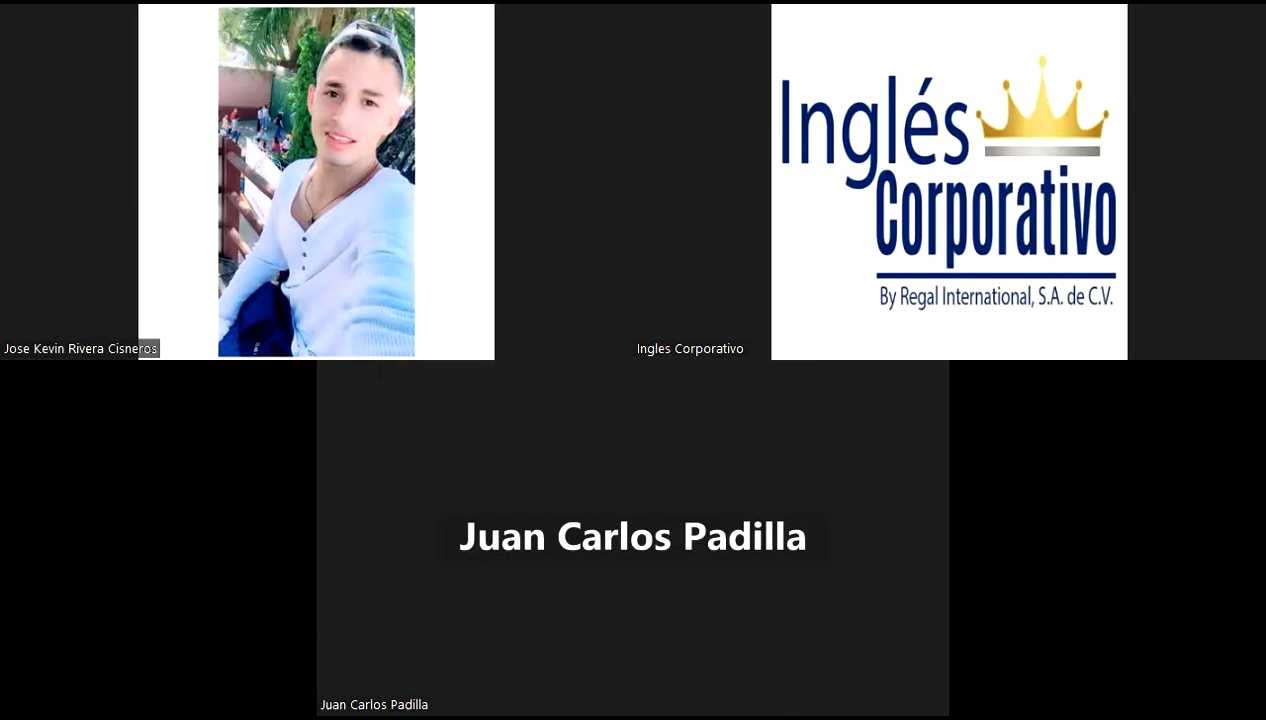 Inglés
Corporativo
By Regal International, S.A. de C.V.
Jose Kevin Rivera Cisneros
Ingles Corporativo
Juan Carlos Padilla
Juan Carlos Padilla